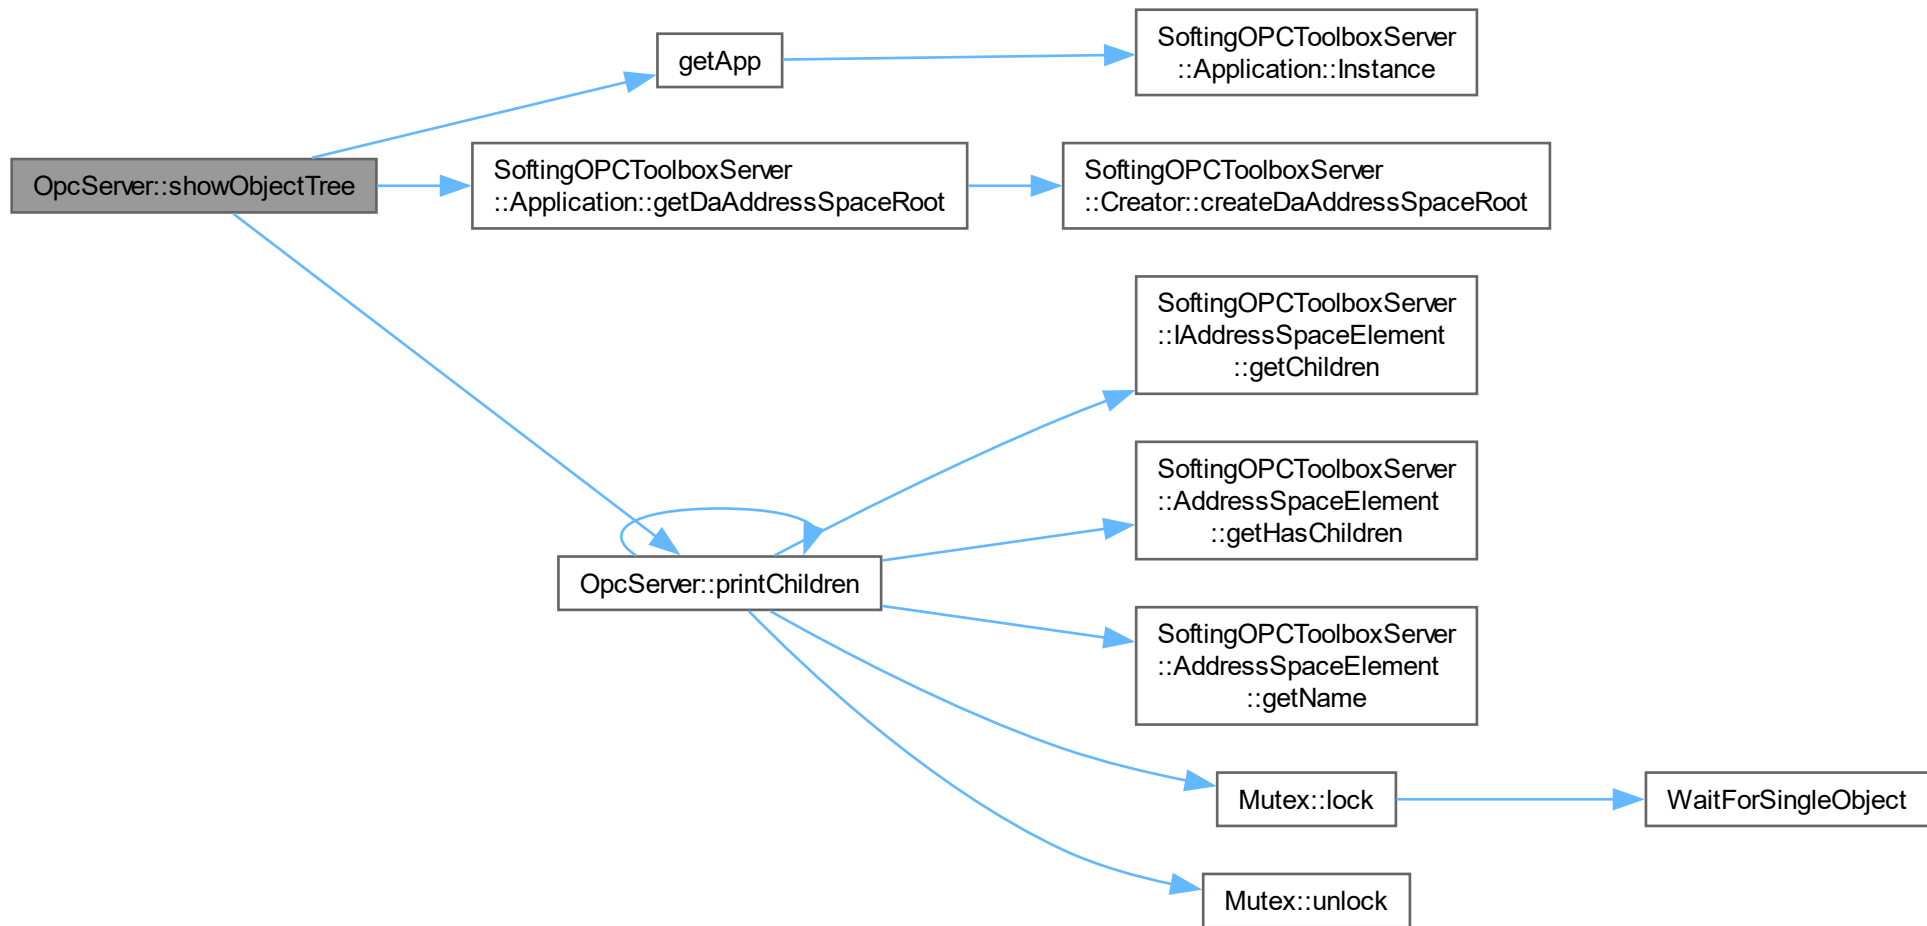 getApp
SoftingOPCToolboxServer
::Application::Instance
OpcServer::showObjectTree
SoftingOPCToolboxServer
::Application::getDaAddressSpaceRoot
SoftingOPCToolboxServer
::Creator::createDaAddressSpaceRoot
SoftingOPCToolboxServer
::IAddressSpaceElement
::getChildren
SoftingOPCToolboxServer
::AddressSpaceElement
::getHasChildren
OpcServer::printChildren
SoftingOPCToolboxServer
::AddressSpaceElement
::getName
Mutex::lock
WaitForSingleObject
Mutex::unlock